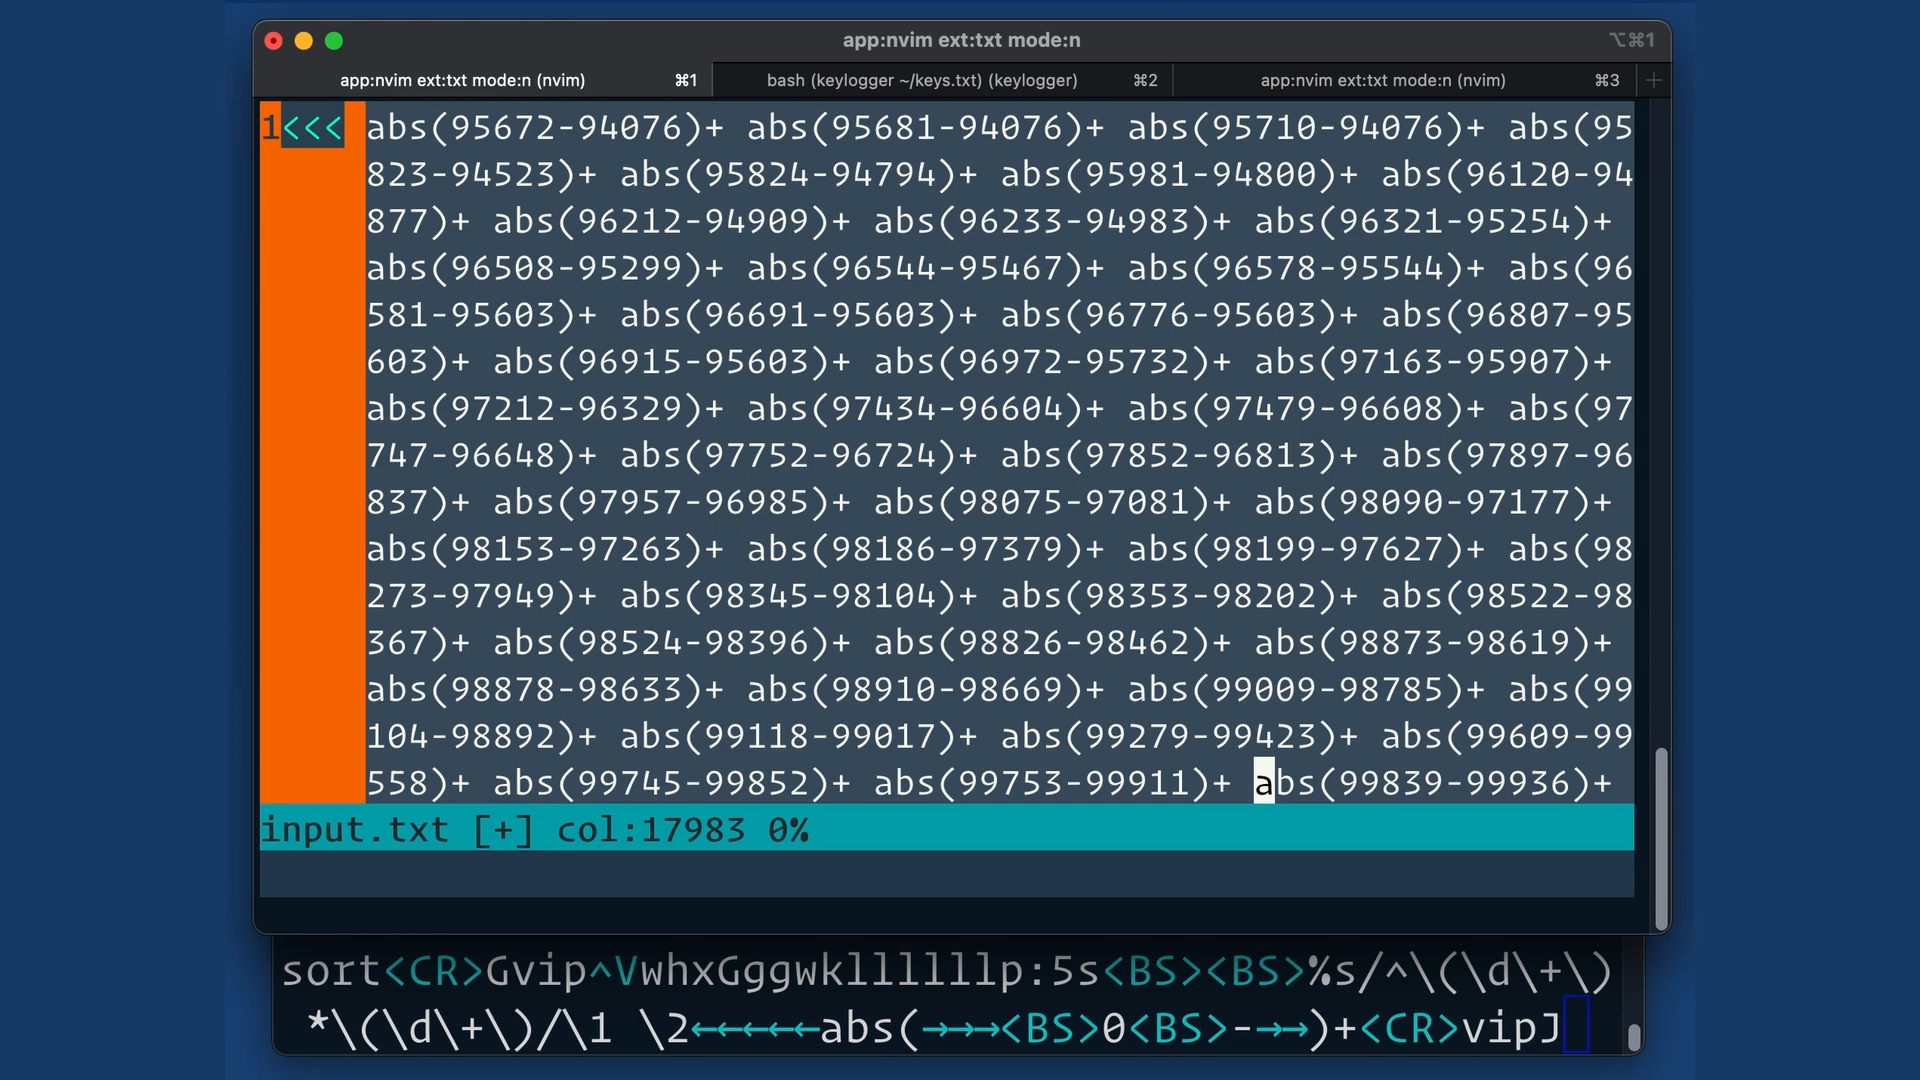 app:nvim ext:txt mode:n
⌥⌘1
app:nvim ext:txt mode:n (nvim) ⌘1
bash (keylogger ~/keys.txt) (keylogger) ⌘2
app:nvim ext:txt mode:n (nvim) ⌘3 +
1<<< abs(95672-94076)+ abs(95681-94076)+ abs(95710-94076)+ abs(95
823-94523)+ abs(95824-94794)+ abs(95981-94800)+ abs(96120-94
877)+ abs(96212-94909)+ abs(96233-94983)+ abs(96321-95254)+
abs(96508-95299)+ abs(96544-95467)+ abs(96578-95544)+ abs(96
581-95603)+ abs(96691-95603)+ abs(96776-95603)+ abs(96807-95
603)+ abs(96915-95603)+ abs(96972-95732)+ abs(97163-95907)+
abs(97212-96329)+ abs(97434-96604)+ abs(97479-96608)+ abs(97
747-96648)+ abs(97752-96724)+ abs(97852-96813)+ abs(97897-96
837)+ abs(97957-96985)+ abs(98075-97081)+ abs(98090-97177)+
abs(98153-97263)+ abs(98186-97379)+ abs(98199-97627)+ abs(98
273-97949)+ abs(98345-98104)+ abs(98353-98202)+ abs(98522-98
367)+ abs(98524-98396)+ abs(98826-98462)+ abs(98873-98619)+
abs(98878-98633)+ abs(98910-98669)+ abs(99009-98785)+ abs(99
104-98892)+ abs(99118-99017)+ abs(99279-99423)+ abs(99609-99
558)+ abs(99745-99852)+ abs(99753-99911)+ abs(99839-99936)+
input.txt [+] col:17983 0%
sort<CR>Gvip^VwhxGggwkllllllp:5s<BS><BS>%s/^\(\d\+\)
*\(\d\+\)/\1 \2←←←←←←abs(→→→<BS>0<BS>-→→)+<CR>vipJ